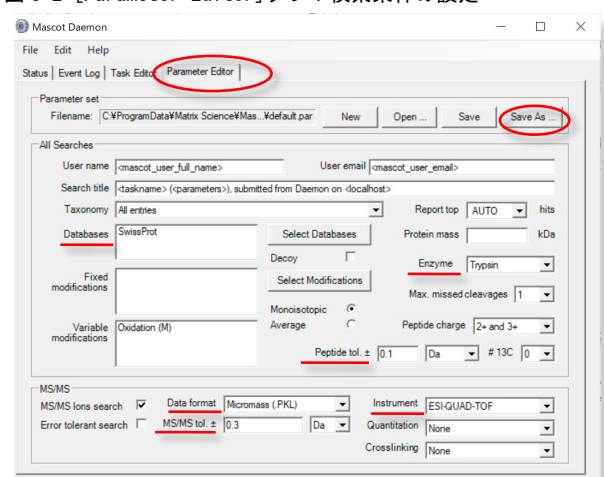 Mascot Daemon
File Edit Help
Status Event Log Task Editor Parameter Editor
Parameter set
Filename: C:¥ProgramData¥Matrix Science¥Mas...¥default.par New Open ... Save Save As ...
All Searches
User name <mascot_user_full_name> User email <mascot_user_email>
Search title <taskname> (<parameters>), submitted from Daemon on <localhost>
Taxonomy All entries Report top AUTO hits
Databases SwissProt Select Databases Protein mass kDa
Decoy
Enzyme Trypsin
Fixed modifications Select Modifications
Max. missed cleavages 1
Monoisotopic
Average Peptide charge 2+ and 3+
Variable modifications Oxidation (M)
Peptide tol. ± 0.1 Da # 13C 0
MS/MS
MS/MS Ions search Data format Micromass (.PKL) Instrument ESI-QUAD-TOF
Error tolerant search MS/MS tol. ± 0.3 Da Quantitation None
Crosslinking None